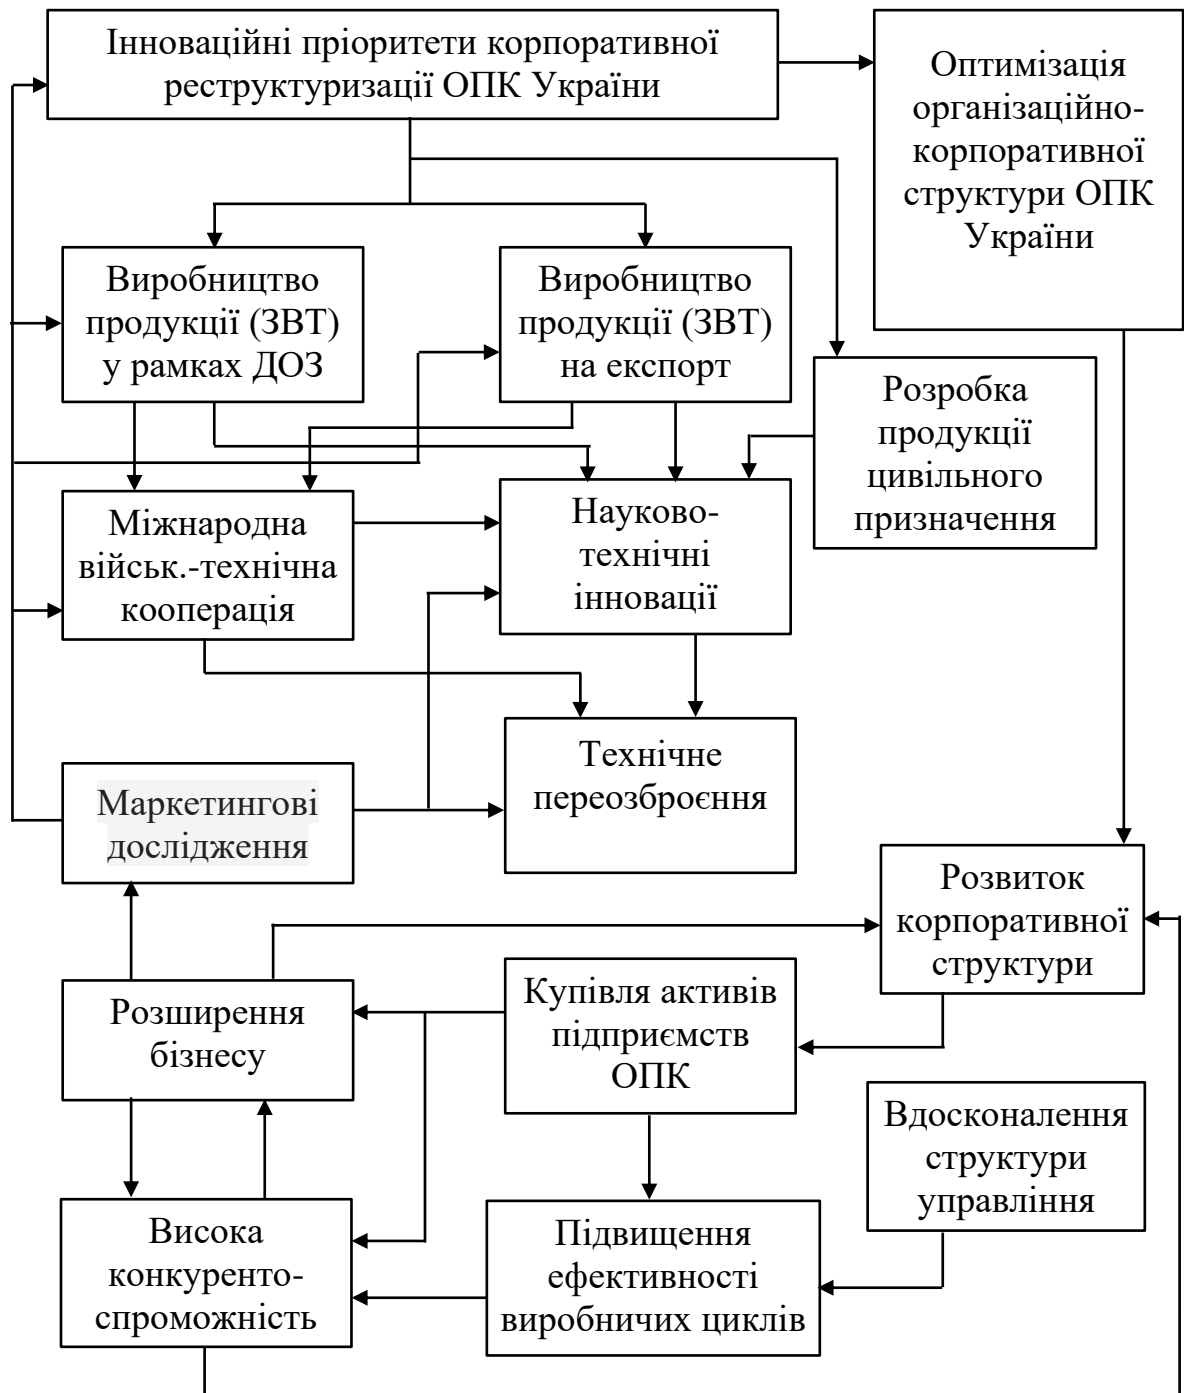 Інноваційні пріоритети корпоративної
реструктуризації ОПК України
Оптимізація
організаційно-
корпоративної
структури ОПК
України
Виробництво
продукції (ЗВТ)
у рамках ДОЗ
Виробництво
продукції (ЗВТ)
на експорт
Розробка
продукції
цивільного
призначення
Міжнародна
військ.-технічна
кооперація
Науково-
технічні
інновації
Технічне
переозброєння
Маркетингові
дослідження
Розвиток
корпоративної
структури
Розширення
бізнесу
Купівля активів
підприємств
ОПК
Вдосконалення
структури
управління
Висока
конкуренто-
спроможність
Підвищення
ефективності
виробничих циклів